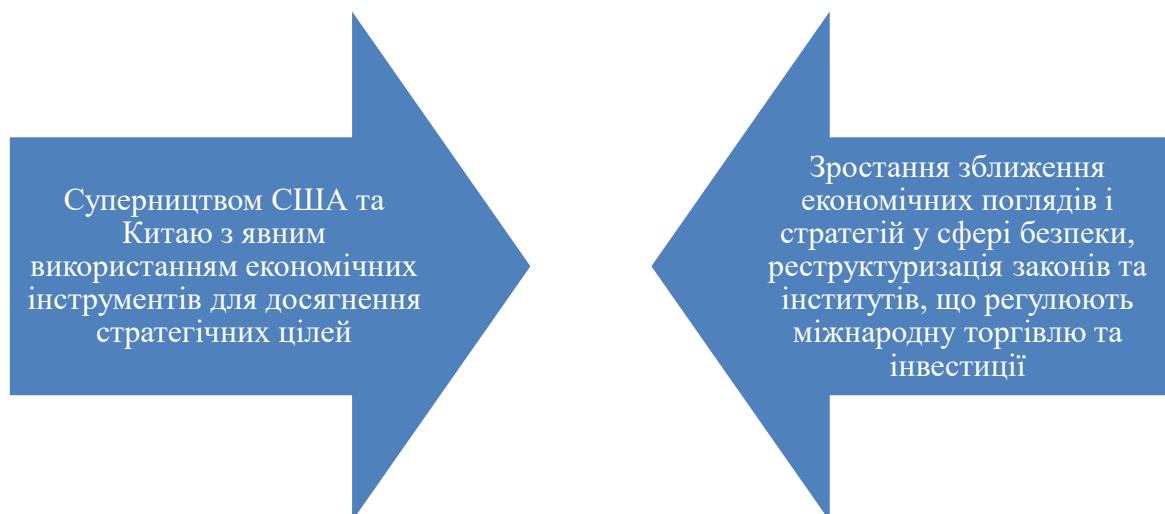 Суперництвом США та
Китаю з явним
використанням економічних
інструментів для досягнення
стратегічних цілей
Зростання зближення
економічних поглядів і
стратегій у сфері безпеки,
реструктуризація законів та
інститутів, що регулюють
міжнародну торгівлю та
інвестиції